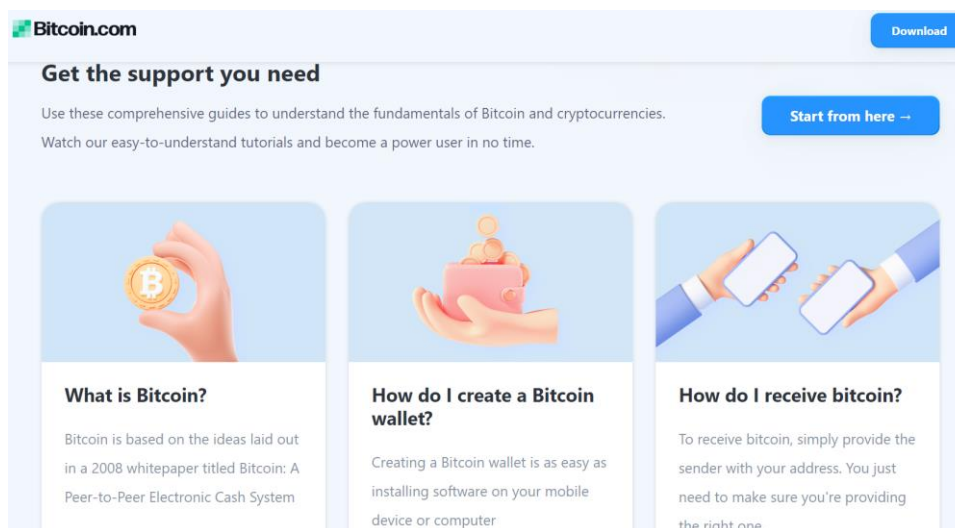 Bitcoin.com
Download
Get the support you need
Use these comprehensive guides to understand the fundamentals of Bitcoin and cryptocurrencies.
Watch our easy-to-understand tutorials and become a power user in no time.
Start from here →
What is Bitcoin?
Bitcoin is based on the ideas laid out
in a 2008 whitepaper titled Bitcoin: A
Peer-to-Peer Electronic Cash System
How do I create a Bitcoin
wallet?
Creating a Bitcoin wallet is as easy as
installing software on your mobile
device or computer
How do I receive bitcoin?
To receive bitcoin, simply provide the
sender with your address. You just
need to make sure you're providing
the right one